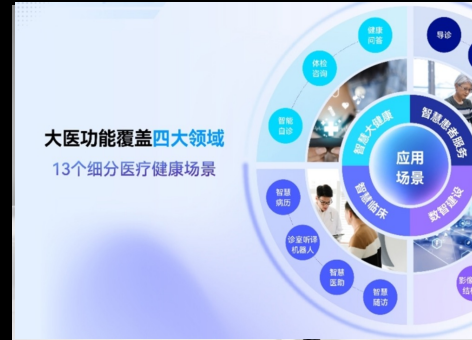 大医功能覆盖四大领域
13个细分医疗健康场景
健康
问答
体检
咨询
智能
自诊
导诊
智慧大健康
智慧患者服务
应用
场景
智慧临床
数智建设
智慧
病历
诊室听译
机器人
智慧
医助
智慧
随访
影像
结